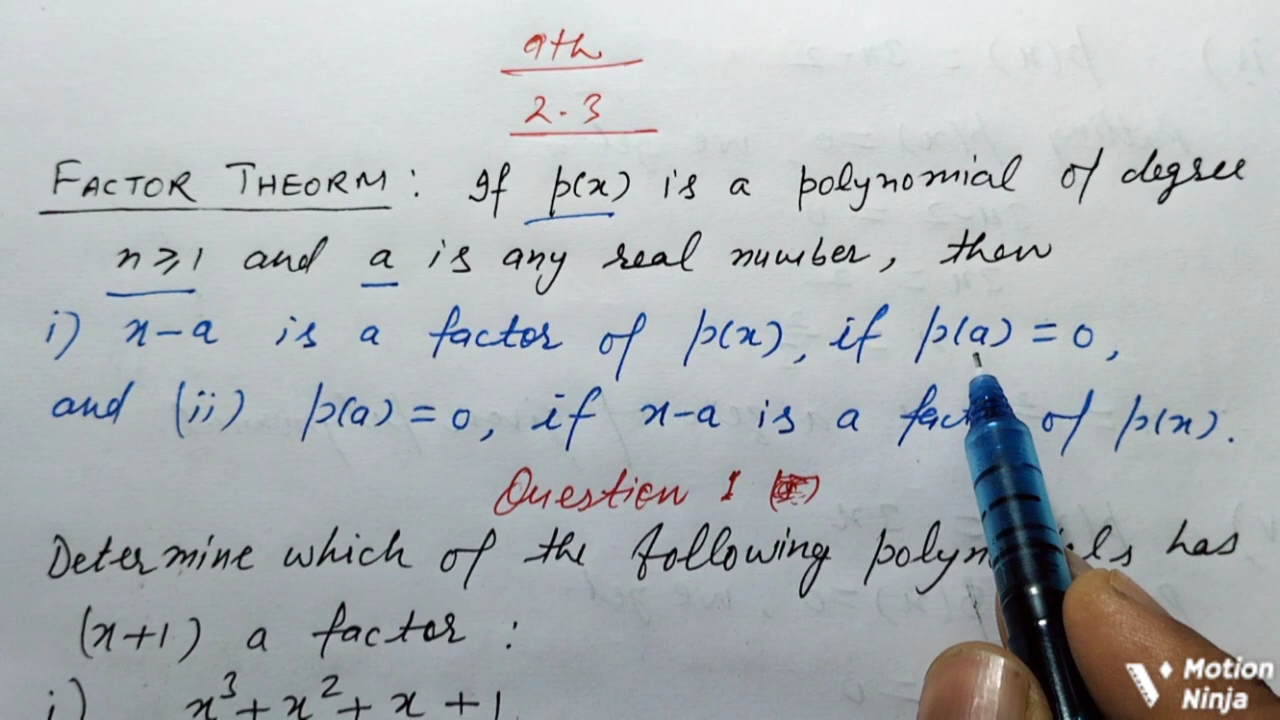 9th
2.3
FACTOR THEORM: If p(x) is a polynomial of degree
n≥1 and a is any real number, then
i) x-a is a factor of p(x), if p(a)=0,
and (ii) p(a)=0, if x-a is a factor of p(x).
Question 1
Determine which of the following polynomials has
(x+1) a factor:
i) x³+x²+x+1
Motion
Ninja